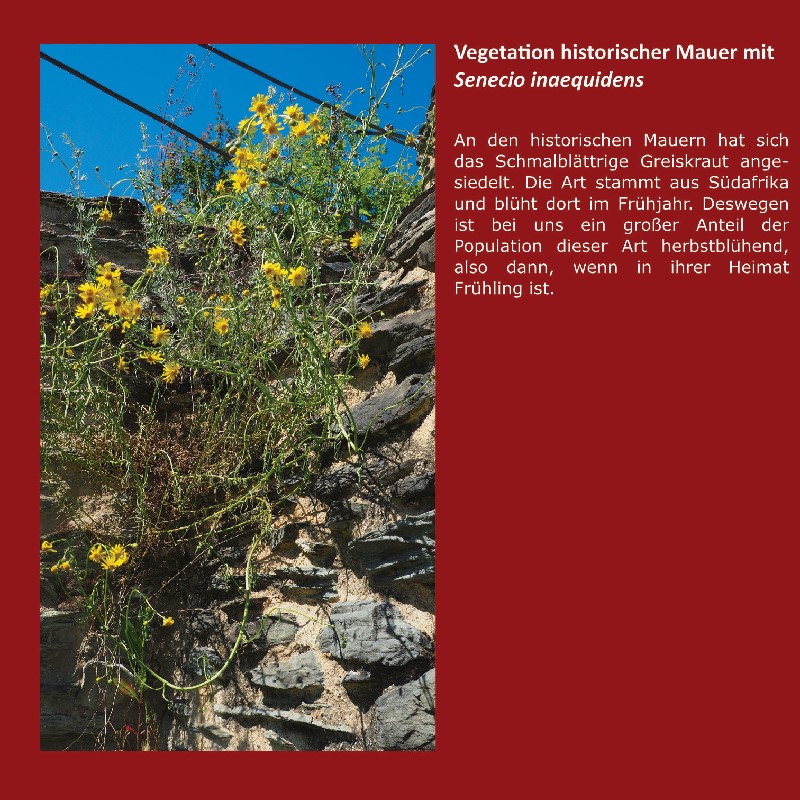 Vegetation historischer Mauer mit
Senecio inaequidens
An den historischen Mauern hat sich
das Schmalblättrige Greiskraut ange-
siedelt. Die Art stammt aus Südafrika
und blüht dort im Frühjahr. Deswegen
ist bei uns ein großer Anteil der
Population dieser Art herbstblühend,
also dann, wenn in ihrer Heimat
Frühling ist.